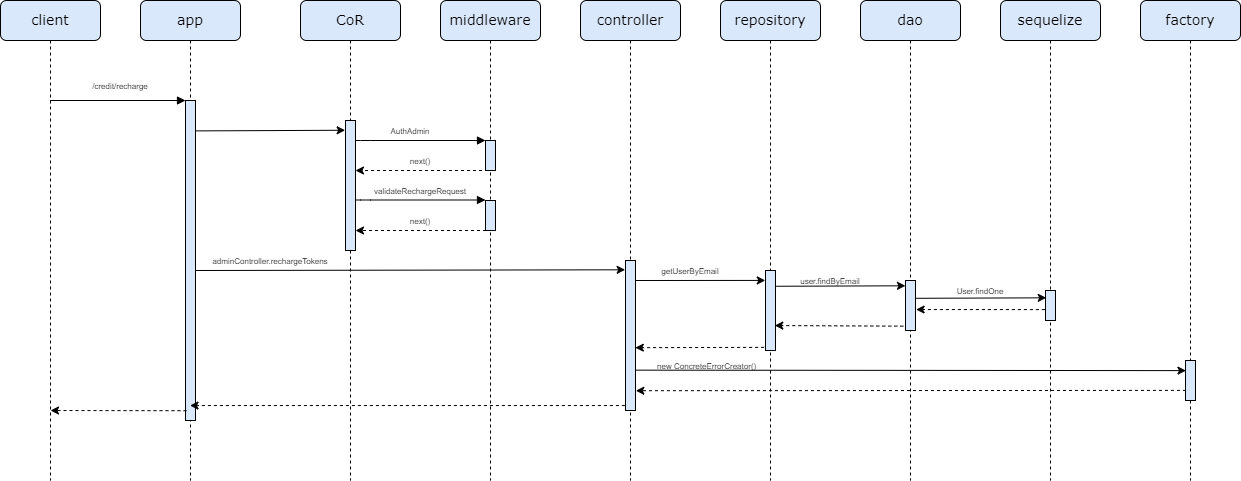 client
app
CoR
middleware
controller
repository
dao
sequelize
factory
/credit/recharge
AuthAdmin
next()
validateRechargeRequest
next()
adminController.rechargeTokens
getUserByEmail
user.findByEmail
User.findOne
new ConcreteErrorCreator()